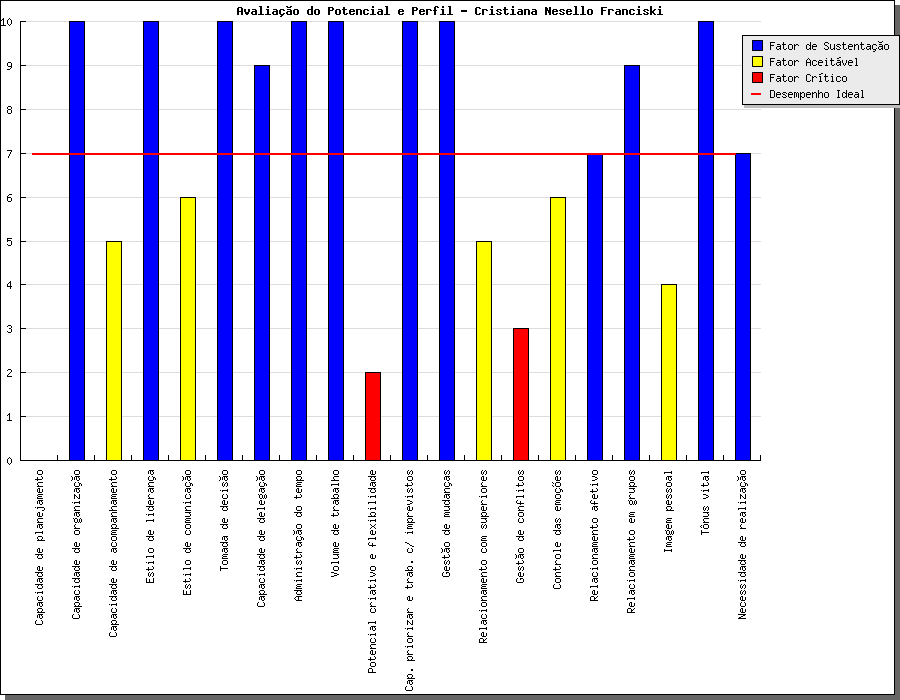 Avaliação do Potencial e Perfil - Cristiana Nesello Franciski
Fator de Sustentação
Fator Aceitável
Fator Crítico
Desempenho Ideal
10
9
8
7
6
5
4
3
2
1
0
Capacidade de planejamento
Capacidade de organização
Capacidade de acompanhamento
Estilo de liderança
Estilo de comunicação
Tomada de decisão
Capacidade de delegação
Administração do tempo
Volume de trabalho
Potencial criativo e flexibilidade
Cap. priorizar e trab. c/ imprevistos
Gestão de mudanças
Relacionamento com superiores
Gestão de conflitos
Controle das emoções
Relacionamento afetivo
Relacionamento em grupos
Imagem pessoal
Tônus vital
Necessidade de realização